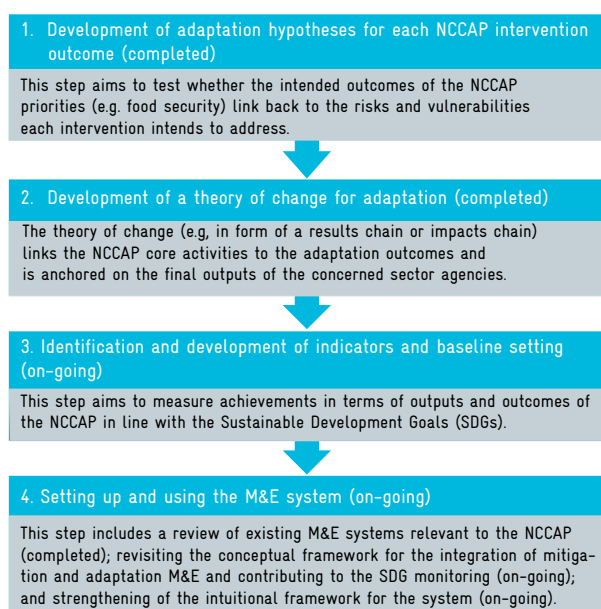 1. Development of adaptation hypotheses for each NCCAP intervention
outcome (completed)
This step aims to test whether the intended outcomes of the NCCAP
priorities (e.g. food security) link back to the risks and vulnerabilities
each intervention intends to address.
2. Development of a theory of change for adaptation (completed)
The theory of change (e.g, in form of a results chain or impacts chain)
links the NCCAP core activities to the adaptation outcomes and
is anchored on the final outputs of the concerned sector agencies.
3. Identification and development of indicators and baseline setting
(on-going)
This step aims to measure achievements in terms of outputs and outcomes of
the NCCAP in line with the Sustainable Development Goals (SDGs).
4. Setting up and using the M&E system (on-going)
This step includes a review of existing M&E systems relevant to the NCCAP
(completed); revisiting the conceptual framework for the integration of mitiga-
tion and adaptation M&E and contributing to the SDG monitoring (on-going);
and strengthening of the intuitional framework for the system (on-going).